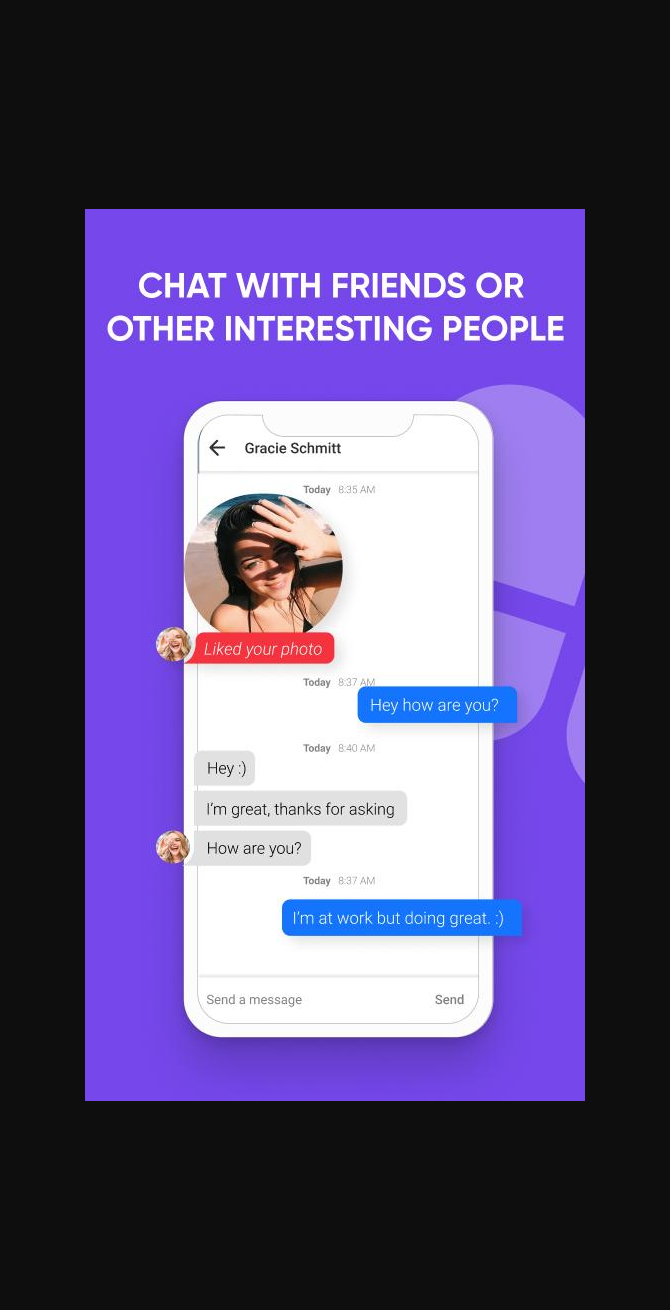 CHAT WITH FRIENDS OR
OTHER INTERESTING PEOPLE
Gracie Schmitt
Today 8:35 AM
Liked your photo
Today 8:37 AM
Hey how are you?
Today 8:40 AM
Hey :)
I'm great, thanks for asking
How are you?
Today 8:37 AM
I'm at work but doing great. :)
Send a message Send